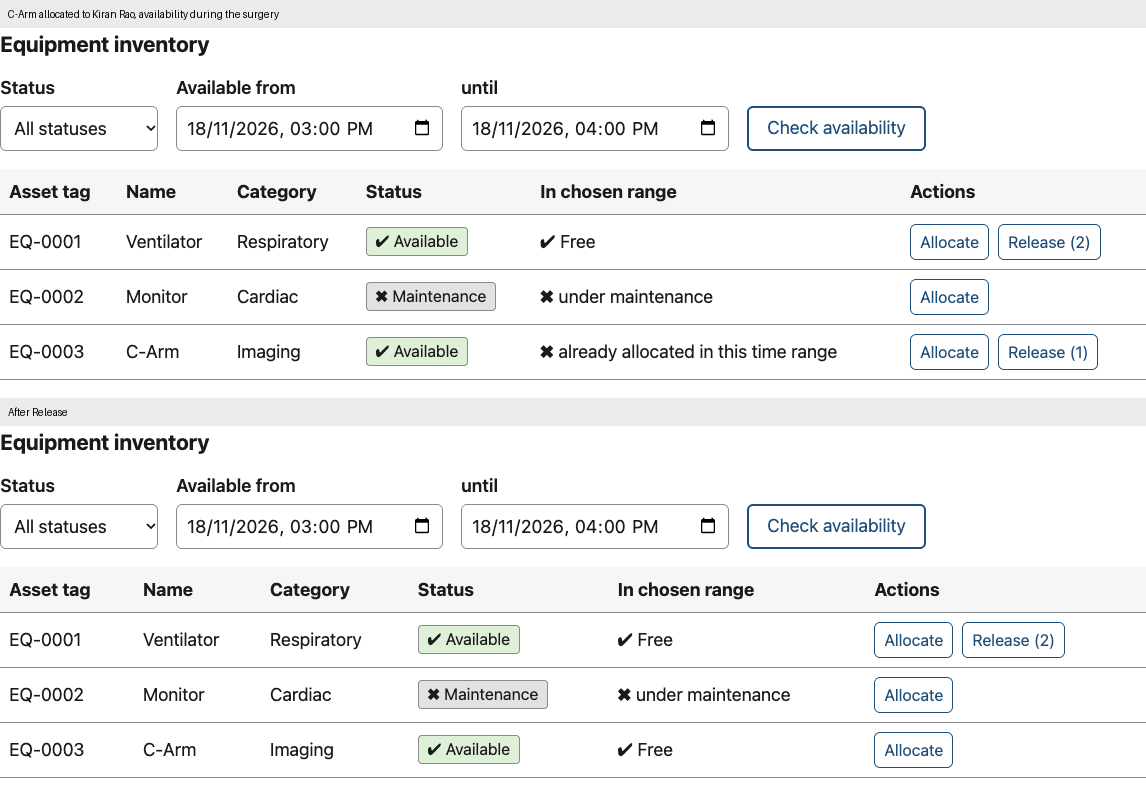 C-Arm allocated to Kiran Rao, availability during the surgery
Equipment inventory
Status Available from until
All statuses 18/11/2026, 03:00 PM 18/11/2026, 04:00 PM Check availability
Asset tag Name Category Status In chosen range Actions
EQ-0001 Ventilator Respiratory ✔ Available ✔ Free Allocate Release (2)
EQ-0002 Monitor Cardiac ✖ Maintenance ✖ under maintenance Allocate
EQ-0003 C-Arm Imaging ✔ Available ✖ already allocated in this time range Allocate Release (1)
After Release
Equipment inventory
Status Available from until
All statuses 18/11/2026, 03:00 PM 18/11/2026, 04:00 PM Check availability
Asset tag Name Category Status In chosen range Actions
EQ-0001 Ventilator Respiratory ✔ Available ✔ Free Allocate Release (2)
EQ-0002 Monitor Cardiac ✖ Maintenance ✖ under maintenance Allocate
EQ-0003 C-Arm Imaging ✔ Available ✔ Free Allocate